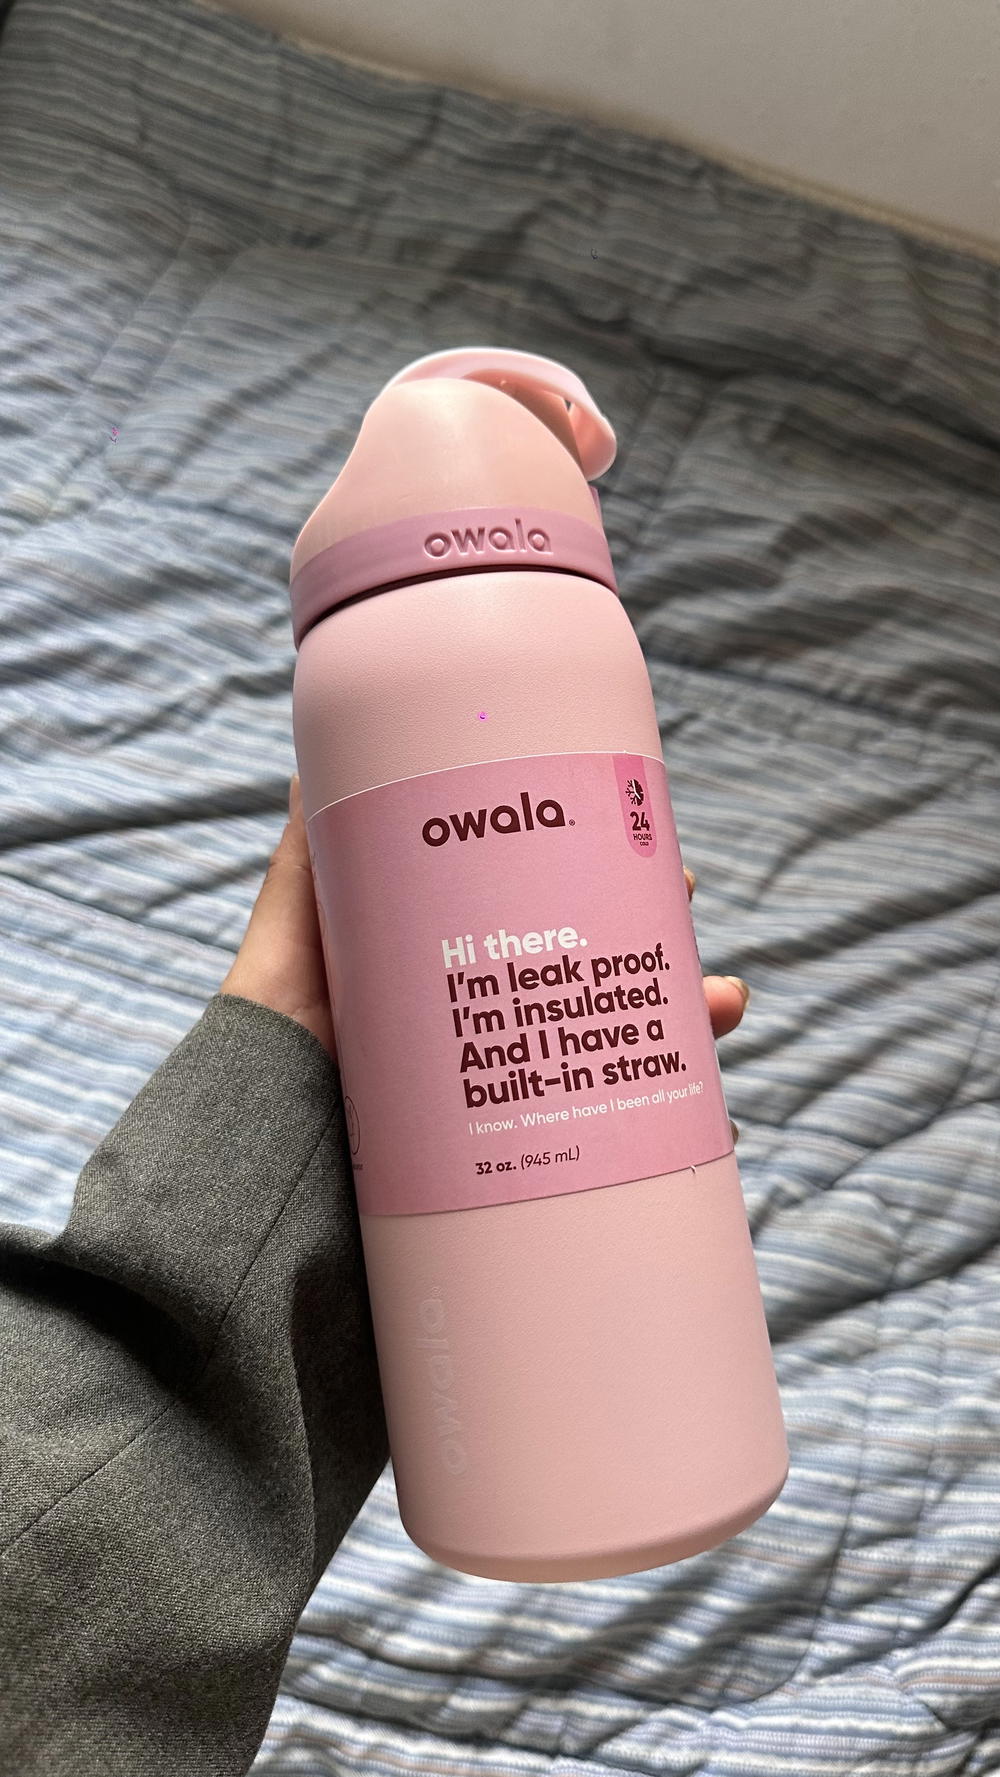 owala
owala®
24
HOURS
COLD
Hi there.
I'm leak proof.
I'm insulated.
And I have a
built-in straw.
I know. Where have I been all your life?
32 oz. (945 mL)
owala®